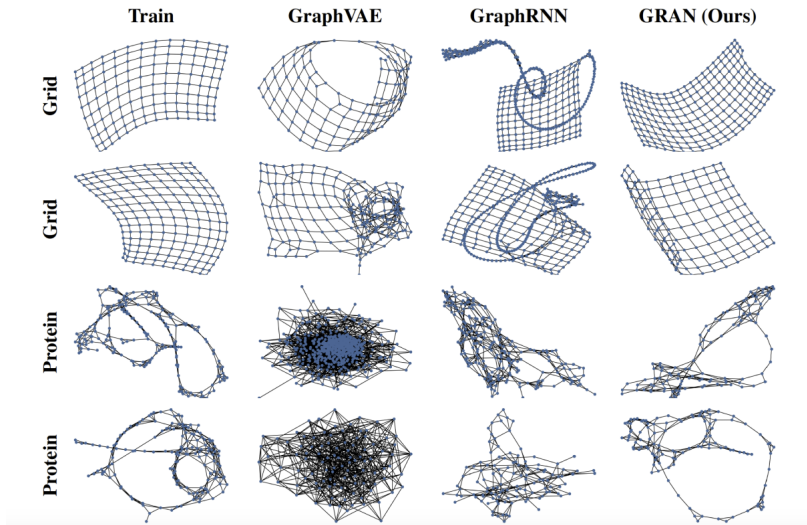 Train GraphVAE GraphRNN GRAN (Ours)
Grid
Grid
Protein
Protein